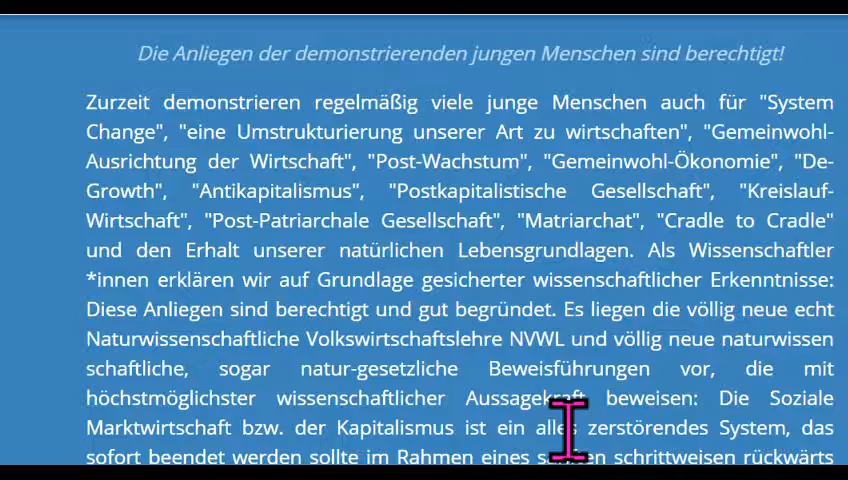 Die Anliegen der demonstrierenden jungen Menschen sind berechtigt!
Zurzeit demonstrieren regelmäßig viele junge Menschen auch für "System
Change", "eine Umstrukturierung unserer Art zu wirtschaften", "Gemeinwohl-
Ausrichtung der Wirtschaft", "Post-Wachstum", "Gemeinwohl-Ökonomie", "De-
Growth", "Antikapitalismus", "Postkapitalistische Gesellschaft", "Kreislauf-
Wirtschaft", "Post-Patriarchale Gesellschaft", "Matriarchat", "Cradle to Cradle"
und den Erhalt unserer natürlichen Lebensgrundlagen. Als Wissenschaftler
*innen erklären wir auf Grundlage gesicherter wissenschaftlicher Erkenntnisse:
Diese Anliegen sind berechtigt und gut begründet. Es liegen die völlig neue echt
Naturwissenschaftliche Volkswirtschaftslehre NVWL und völlig neue naturwissen
schaftliche, sogar natur-gesetzliche Beweisführungen vor, die mit
höchstmöglichster wissenschaftlicher Aussagekraft beweisen: Die Soziale
Marktwirtschaft bzw. der Kapitalismus ist ein alles zerstörendes System, das
sofort beendet werden sollte im Rahmen eines schrittweisen rückwärts